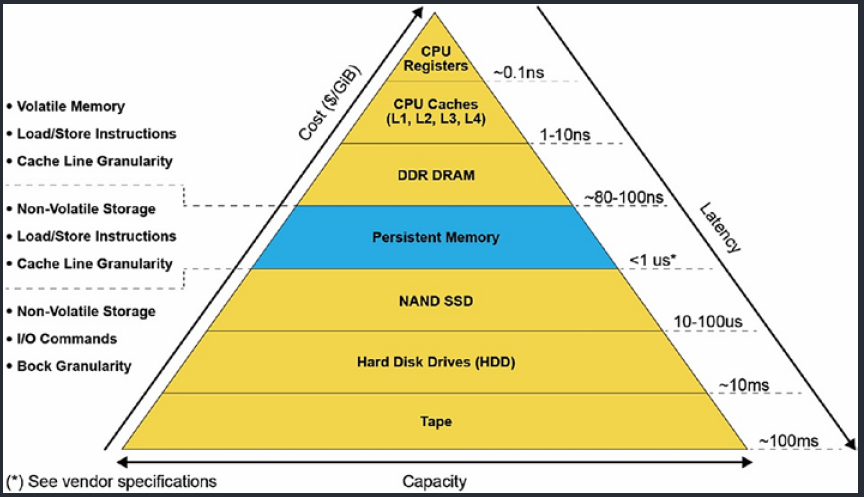 CPU
Registers
~0.1ns
Cost ($/GiB)
• Volatile Memory
• Load/Store Instructions
• Cache Line Granularity
CPU Caches
(L1, L2, L3, L4)
1-10ns
DDR DRAM
~80-100ns
Latency
• Non-Volatile Storage
• Load/Store Instructions
• Cache Line Granularity
Persistent Memory
<1 us*
• Non-Volatile Storage
• I/O Commands
• Bock Granularity
NAND SSD
10-100us
Hard Disk Drives (HDD)
~10ms
Tape
~100ms
(*) See vendor specifications
Capacity